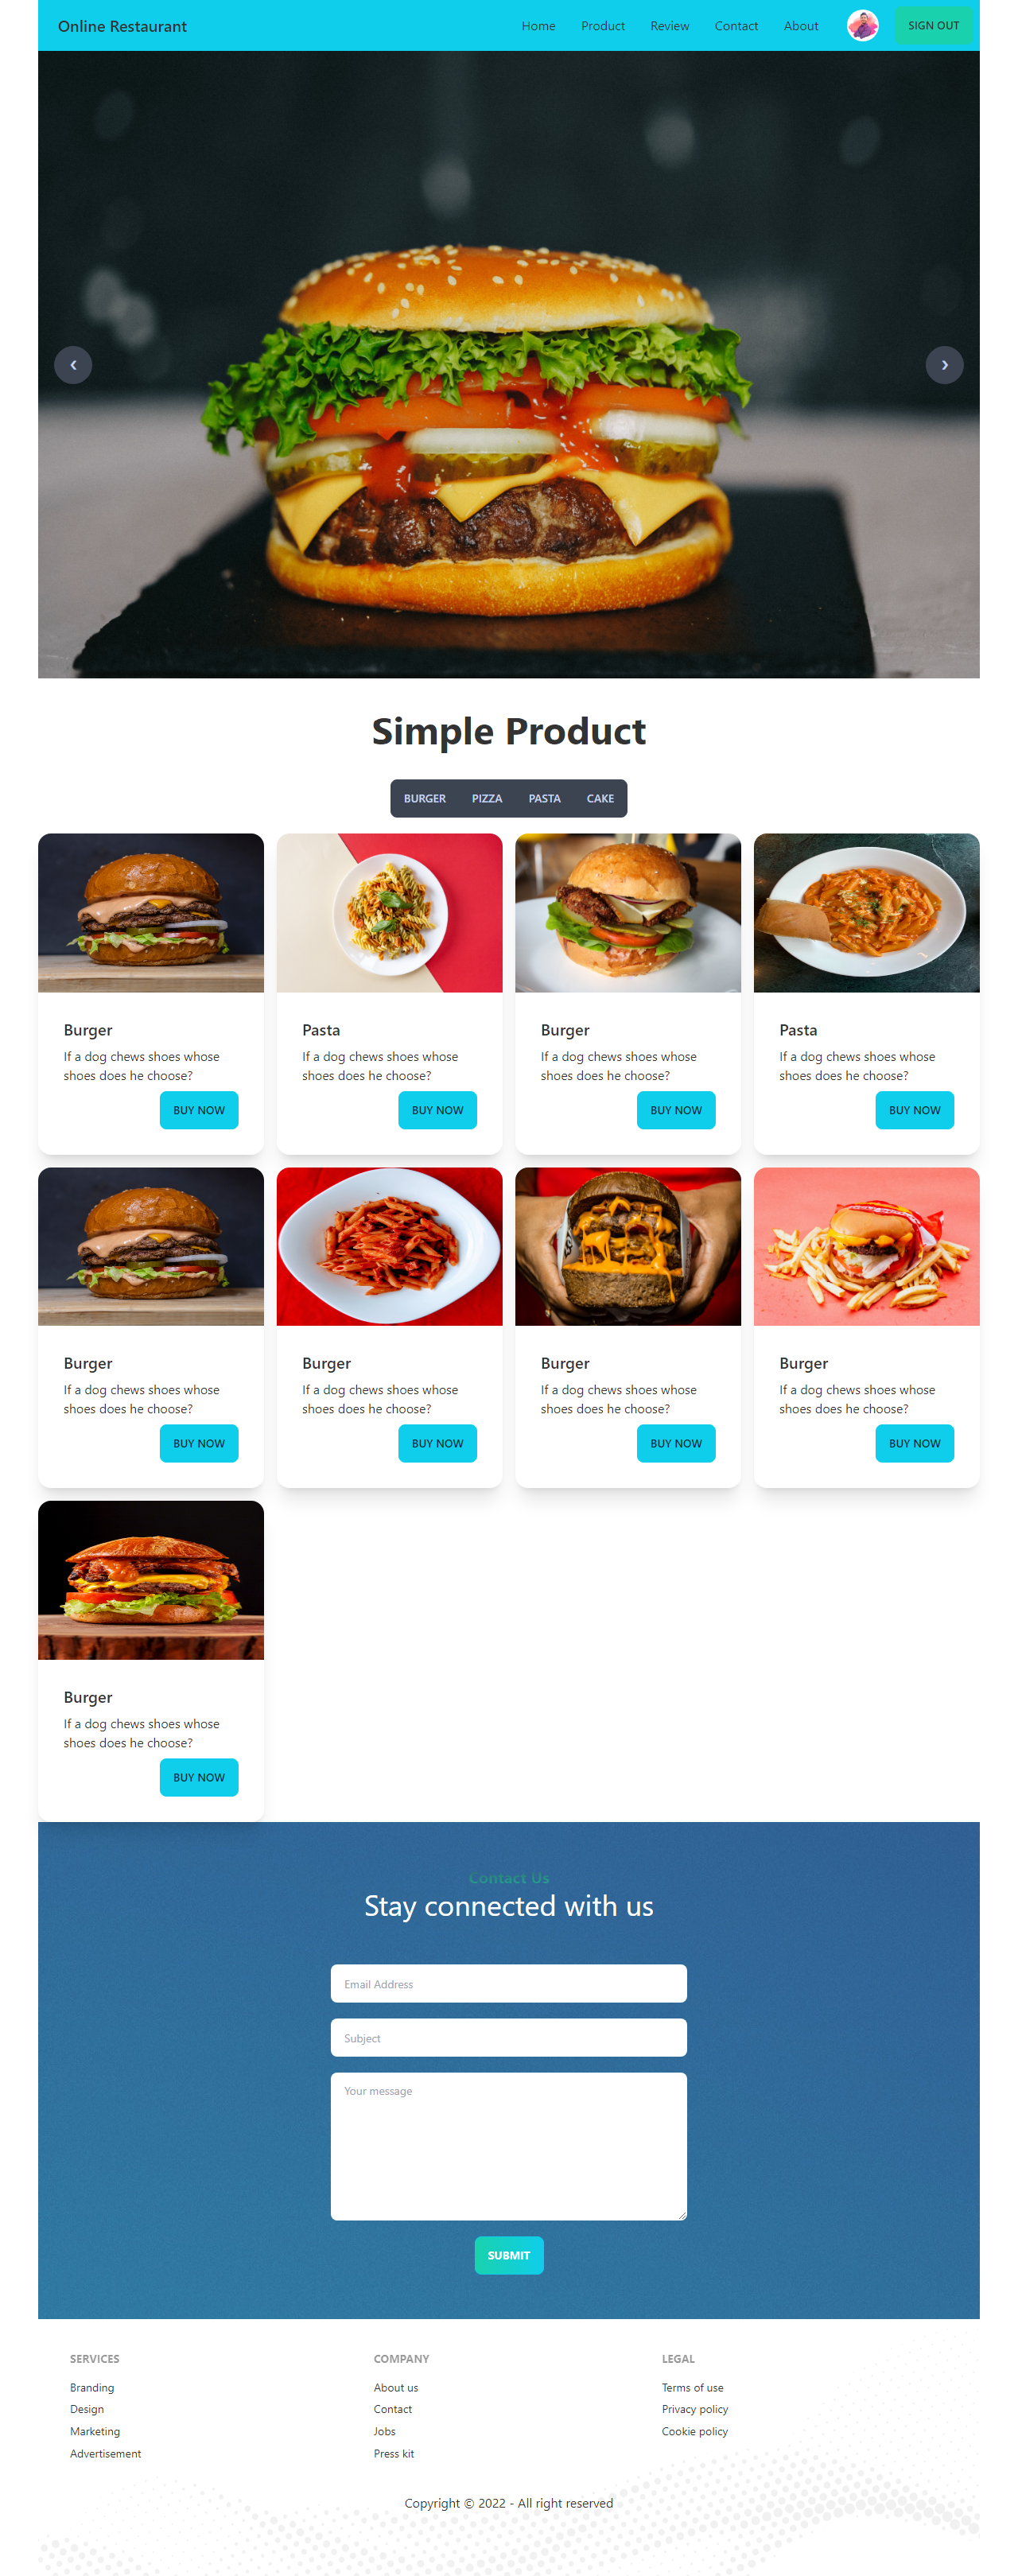 Online Restaurant
Home Product Review Contact About SIGN OUT
Simple Product
BURGER PIZZA PASTA CAKE
Burger
If a dog chews shoes whose
shoes does he choose?
BUY NOW
Pasta
If a dog chews shoes whose
shoes does he choose?
BUY NOW
Burger
If a dog chews shoes whose
shoes does he choose?
BUY NOW
Pasta
If a dog chews shoes whose
shoes does he choose?
BUY NOW
Burger
If a dog chews shoes whose
shoes does he choose?
BUY NOW
Burger
If a dog chews shoes whose
shoes does he choose?
BUY NOW
Burger
If a dog chews shoes whose
shoes does he choose?
BUY NOW
Burger
If a dog chews shoes whose
shoes does he choose?
BUY NOW
Burger
If a dog chews shoes whose
shoes does he choose?
BUY NOW
Contact Us
Stay connected with us
Email Address
Subject
Your message
SUBMIT
SERVICES
Branding
Design
Marketing
Advertisement
COMPANY
About us
Contact
Jobs
Press kit
LEGAL
Terms of use
Privacy policy
Cookie policy
Copyright © 2022 - All right reserved